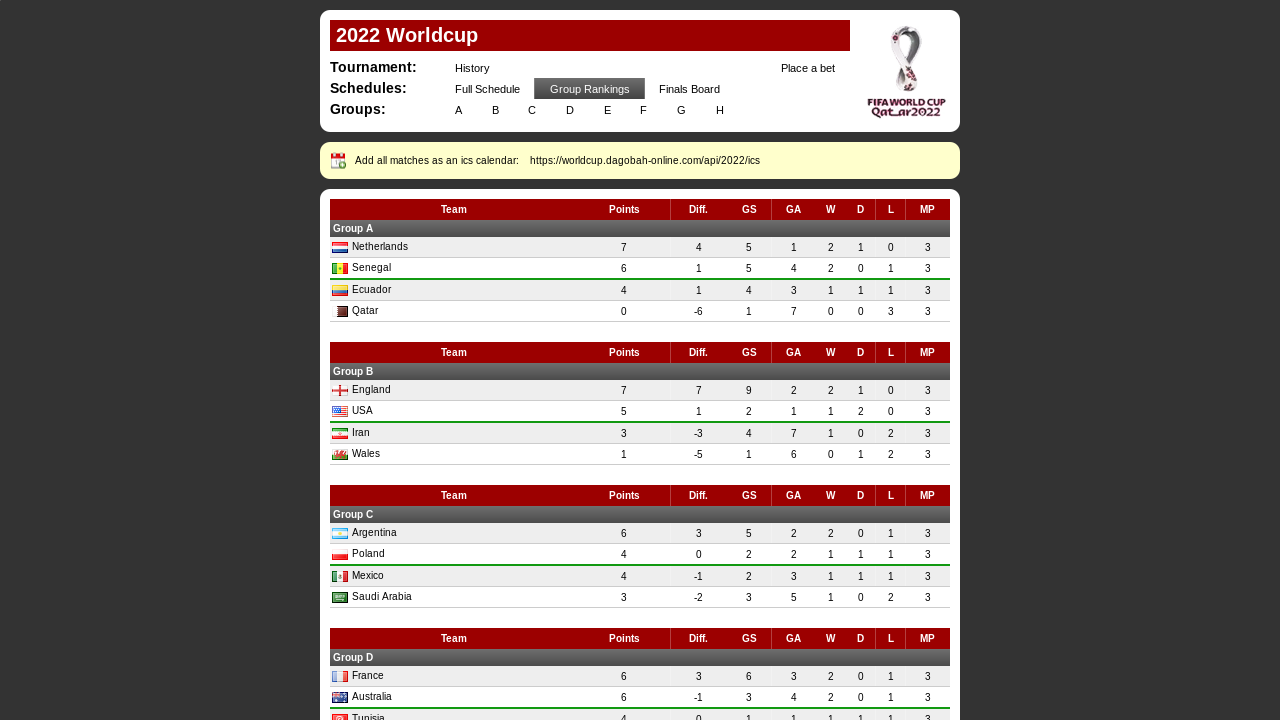 2022 Worldcup
Tournament: History Place a bet
Schedules: Full Schedule Group Rankings Finals Board
Groups: A B C D E F G H
FIFA WORLD CUP
Qatar2022
Add all matches as an ics calendar: https://worldcup.dagobah-online.com/api/2022/ics
Team Points Diff. GS GA W D L MP
Group A
Netherlands 7 4 5 1 2 1 0 3
Senegal 6 1 5 4 2 0 1 3
Ecuador 4 1 4 3 1 1 1 3
Qatar 0 -6 1 7 0 0 3 3
Team Points Diff. GS GA W D L MP
Group B
England 7 7 9 2 2 1 0 3
USA 5 1 2 1 1 2 0 3
Iran 3 -3 4 7 1 0 2 3
Wales 1 -5 1 6 0 1 2 3
Team Points Diff. GS GA W D L MP
Group C
Argentina 6 3 5 2 2 0 1 3
Poland 4 0 2 2 1 1 1 3
Mexico 4 -1 2 3 1 1 1 3
Saudi Arabia 3 -2 3 5 1 0 2 3
Team Points Diff. GS GA W D L MP
Group D
France 6 3 6 3 2 0 1 3
Australia 6 -1 3 4 2 0 1 3
Tunisia 4 0 1 1 1 1 1 3